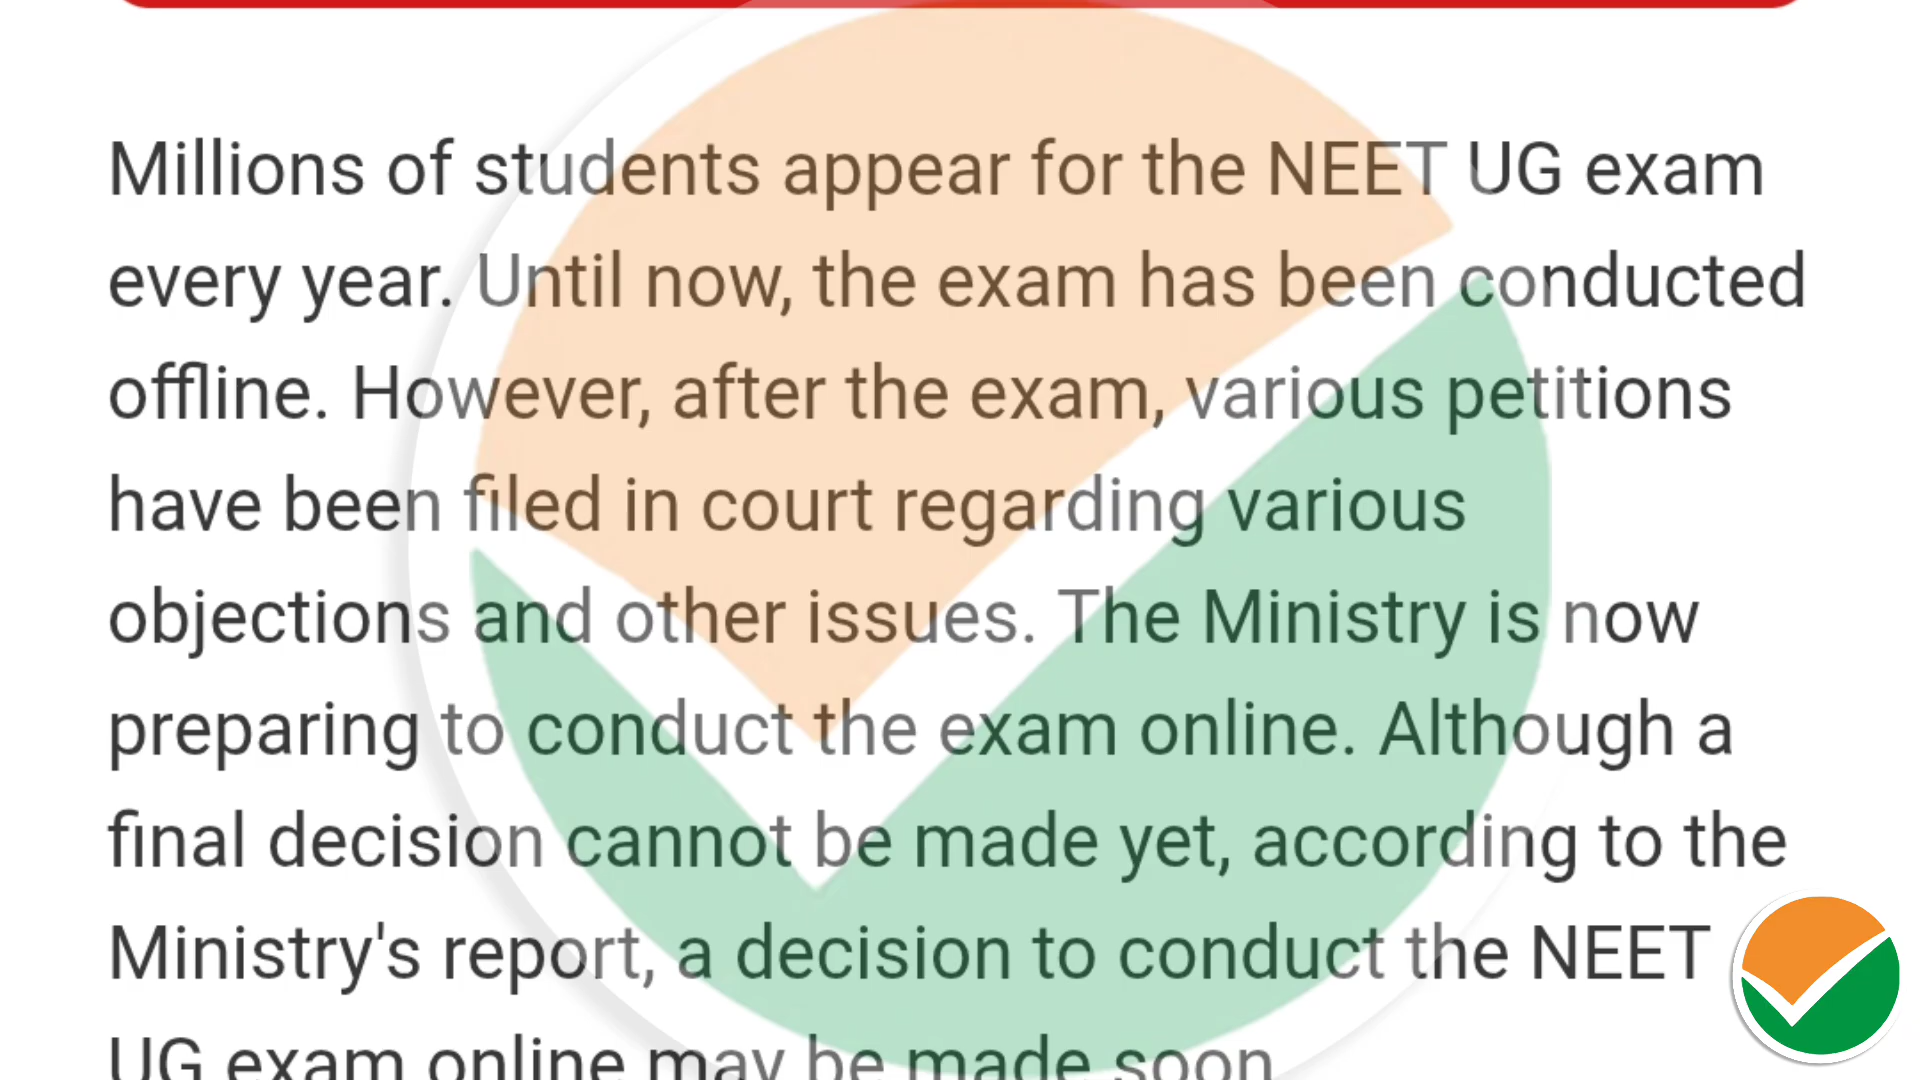 Millions of students appear for the NEET UG exam
every year. Until now, the exam has been conducted
offline. However, after the exam, various petitions
have been filed in court regarding various
objections and other issues. The Ministry is now
preparing to conduct the exam online. Although a
final decision cannot be made yet, according to the
Ministry's report, a decision to conduct the NEET
UG exam online may be made soon.